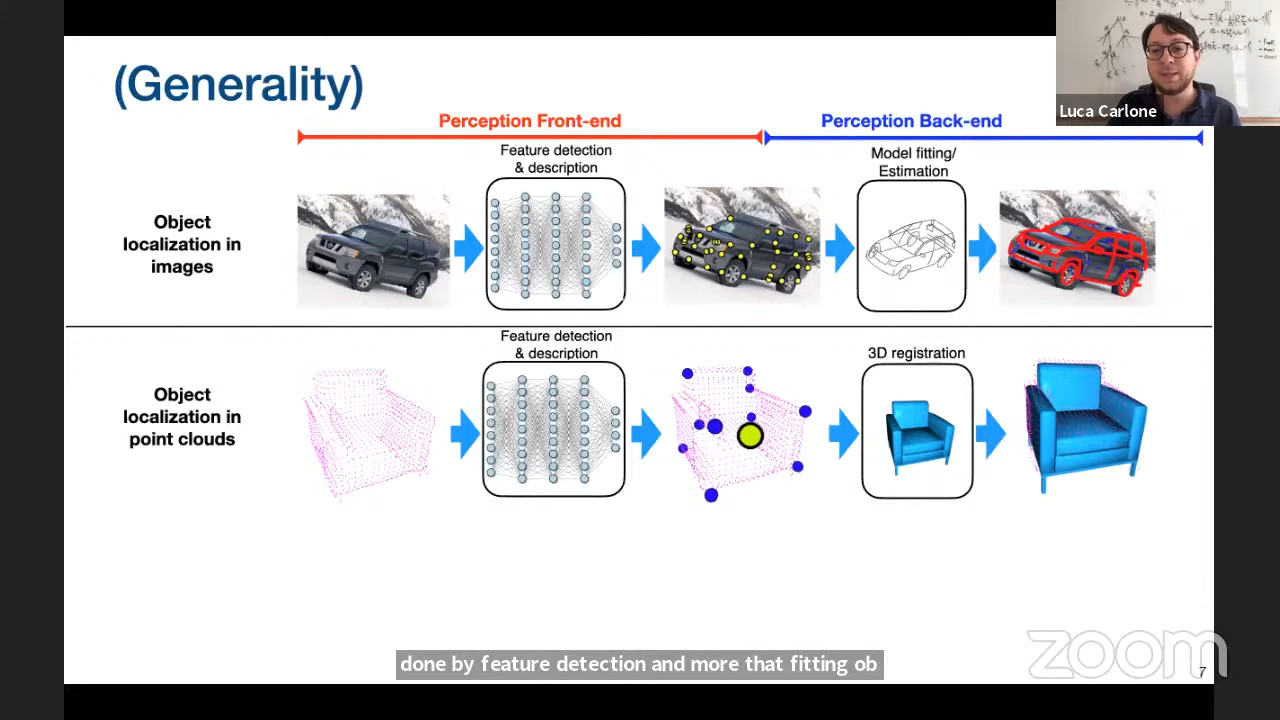 (Generality)
Luca Carlone
Perception Front-end
Perception Back-end
Feature detection
& description
Model fitting/
Estimation
Object
localization in
images
Feature detection
& description
3D registration
Object
localization in
point clouds
done by feature detection and more that fitting ob
zoom
7